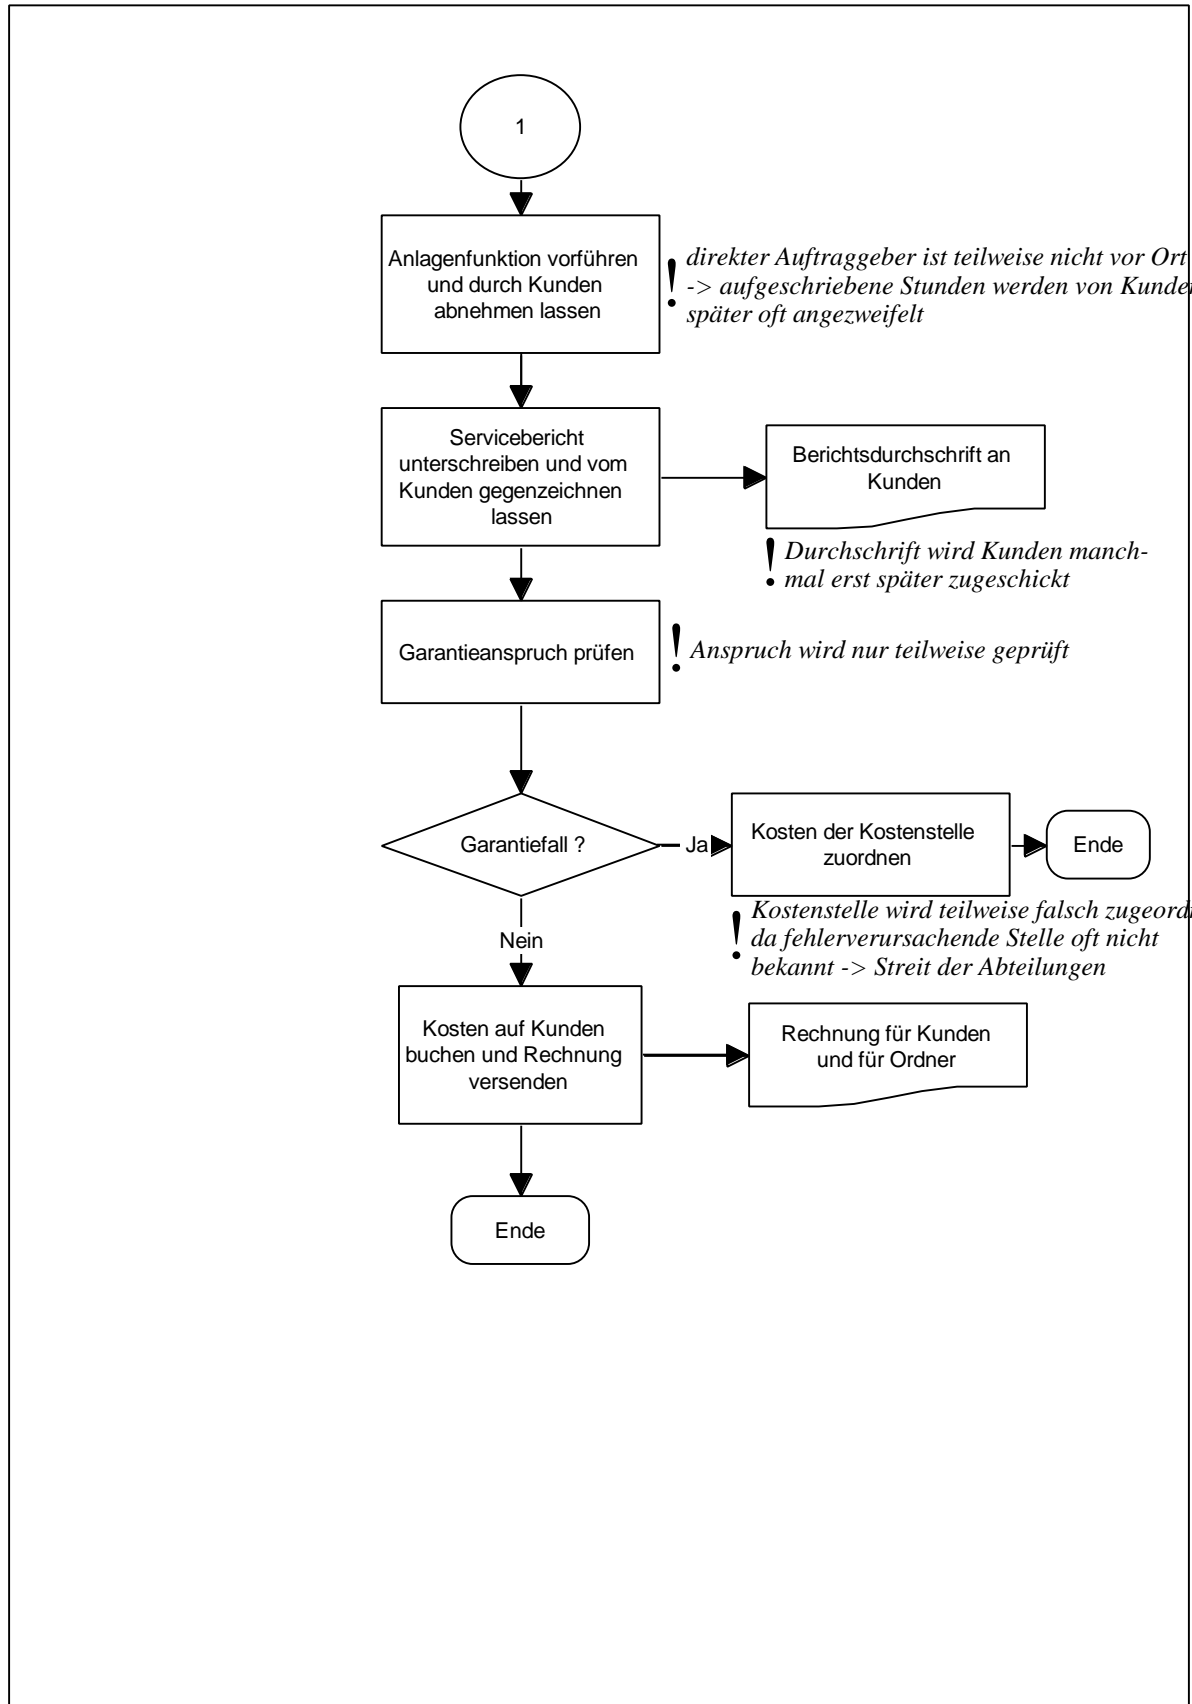 1
Anlagenfunktion vorführen
und durch Kunden
abnehmen lassen
! direkter Auftraggeber ist teilweise nicht vor Ort
-> aufgeschriebene Stunden werden von
später oft angezweifelt
Servicebericht
unterschreiben und vom
Kunden gegenzeichnen
lassen
Berichtsdurchschrift an
Kunden
! Durchschrift wird Kunden manch-
mal erst später zugeschickt
Garantieanspruch prüfen
! Anspruch wird nur teilweise geprüft
Garantiefall ?
Ja
Kosten der Kostenstelle
zuordnen
Ende
! Kostenstelle wird teilweise falsch
da fehlerverursachende Stelle oft nicht
bekannt -> Streit der Abteilungen
Nein
Kosten auf Kunden
buchen und Rechnung
versenden
Rechnung für Kunden
und für Ordner
Ende